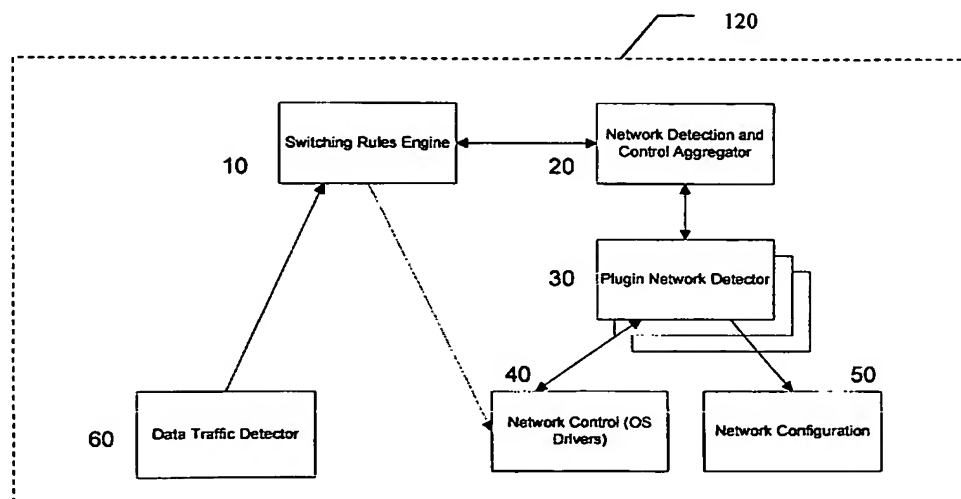 120
Switching Rules Engine
10
Network Detection and
Control Aggregator
20
Plugin Network Detector
30
40
Network Control (OS
Drivers)
50
Network Configuration
60
Data Traffic Detector